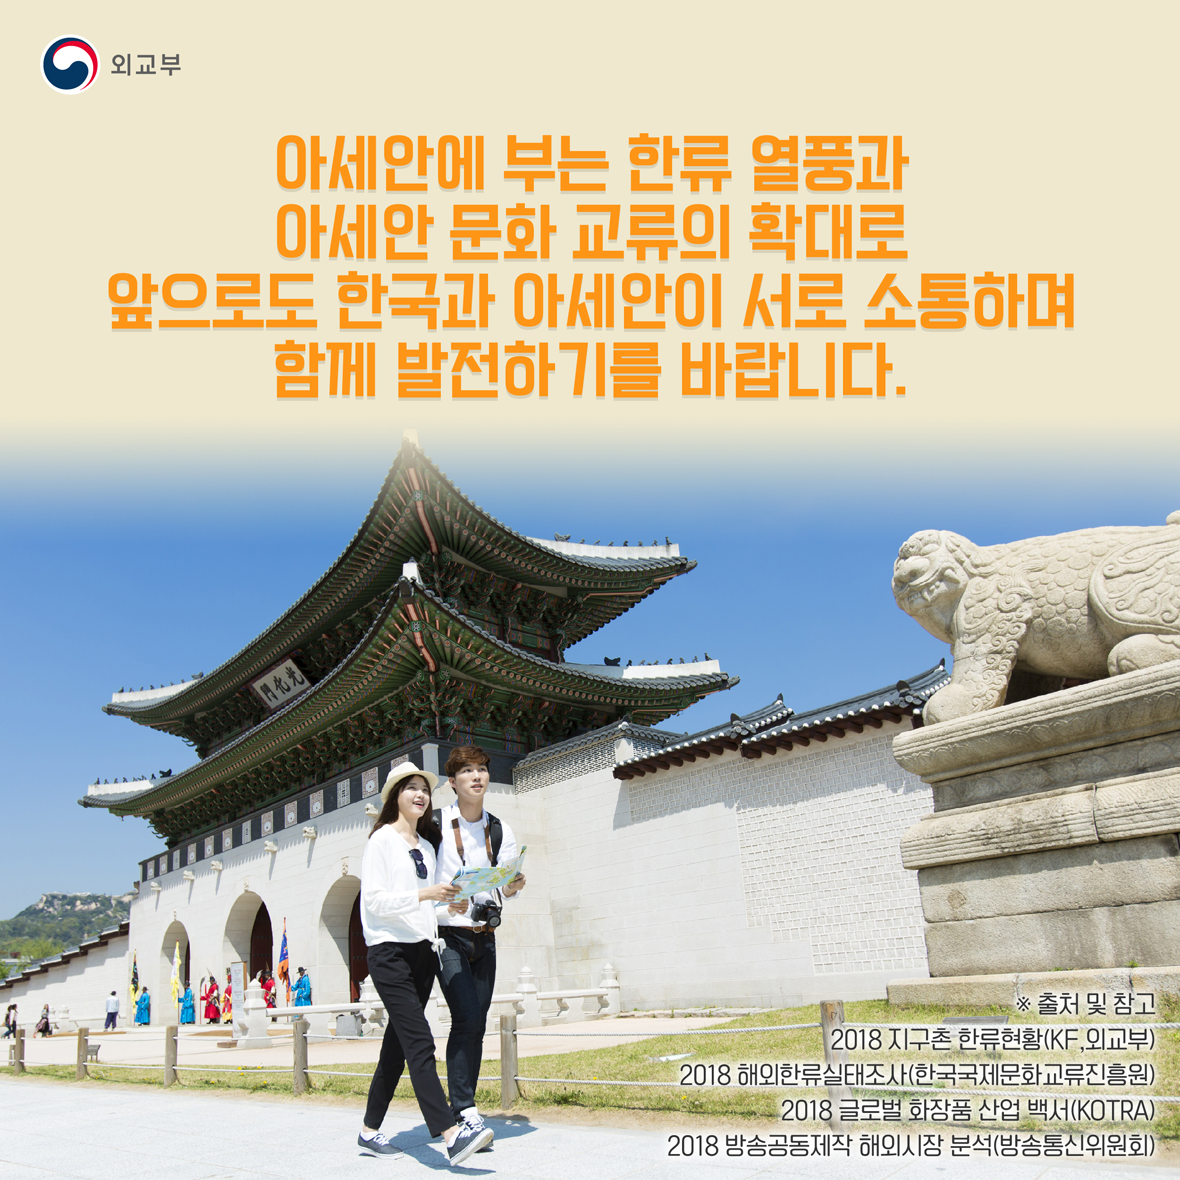 외교부
아세안에 부는 한류 열풍과
아세안 문화 교류의 확대로
앞으로도 한국과 아세안이 서로 소통하며
함께 발전하기를 바랍니다.
門化光
※ 출처 및 참고
2018 지구촌 한류현황(KF,외교부)
2018 해외한류실태조사(한국국제문화교류진흥원)
2018 글로벌 화장품 산업 백서(KOTRA)
2018 방송공동제작 해외시장 분석(방송통신위원회)